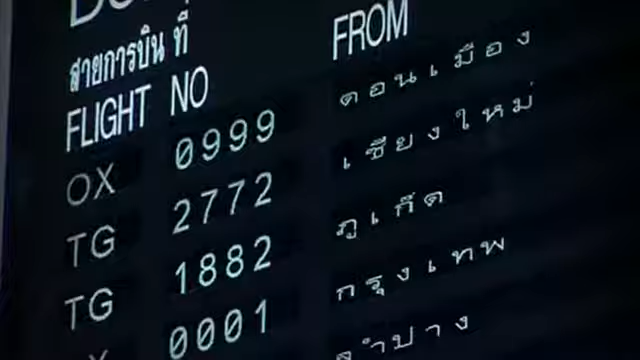 สายการบิน ที่
FLIGHT NO FROM
OX 0999 ดอนเมือง
TG 2772 เชียงใหม่
TG 1882 ภูเก็ต
0001 กรุงเทพ
ลำปาง